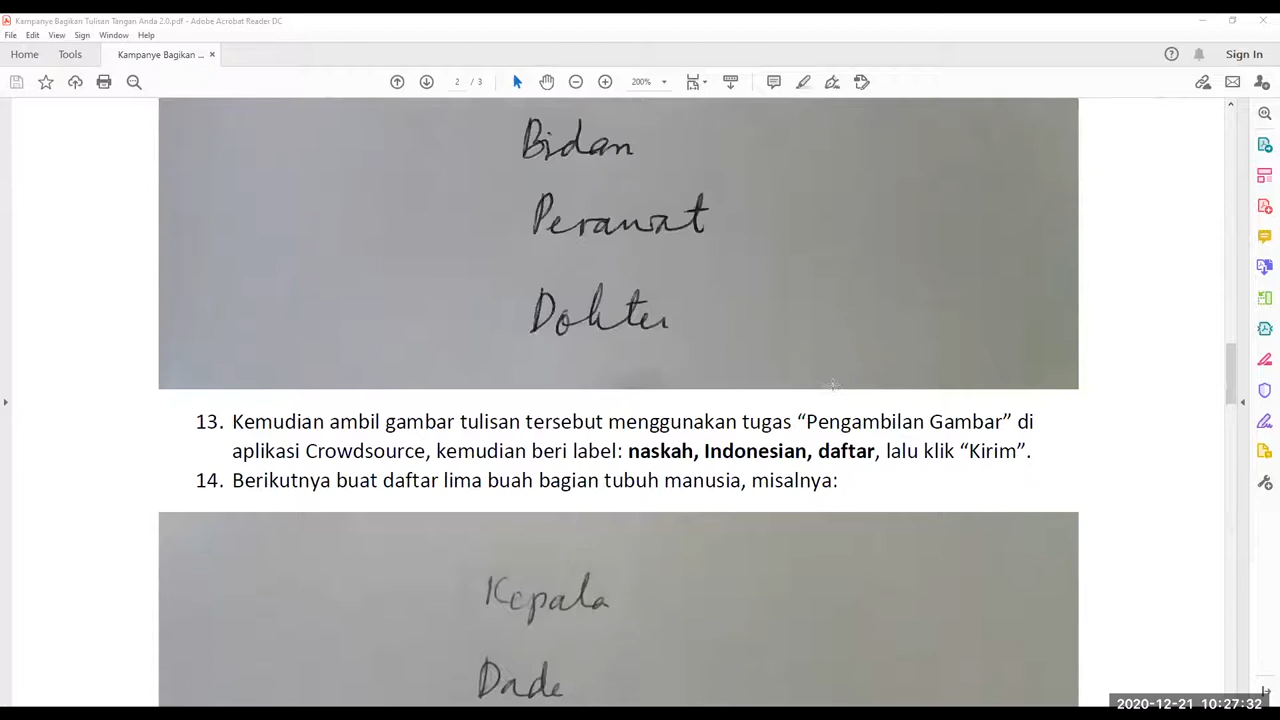 Kampanye Bagikan Tulisan Tangan Anda 2.0.pdf - Adobe Acrobat Reader DC
File Edit View Sign Window Help
Home Tools Kampanye Bagikan ... × Sign In
2 / 3 200%
Bidan
Perawat
Dokter
13. Kemudian ambil gambar tulisan tersebut menggunakan tugas “Pengambilan Gambar” di
aplikasi Crowdsource, kemudian beri label: naskah, Indonesian, daftar, lalu klik “Kirim”.
14. Berikutnya buat daftar lima buah bagian tubuh manusia, misalnya:
Kepala
Dade
2020-12-21 10:27:32